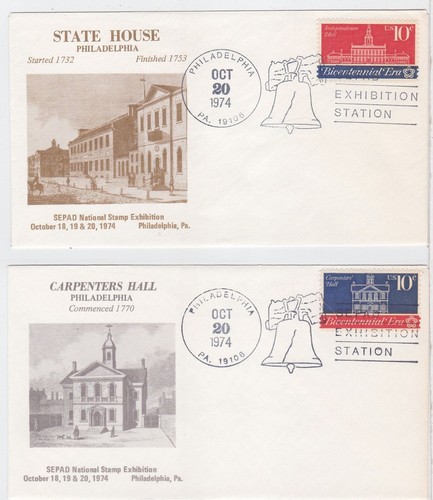 STATE HOUSE
PHILADELPHIA
Started 1732 Finished 1753
SEPAD National Stamp Exhibition
October 18, 19 & 20, 1974 Philadelphia, Pa.
PHILADELPHIA
OCT
20
1974
PA. 19106
Independence Hall
US 10c
Bicentennial Era
EXHIBITION
STATION
CARPENTERS HALL
PHILADELPHIA
Commenced 1770
SEPAD National Stamp Exhibition
October 18, 19 & 20, 1974 Philadelphia, Pa.
PHILADELPHIA
OCT
20
1974
PA. 19106
Carpenters' Hall
US 10c
Bicentennial Era
EXHIBITION
STATION